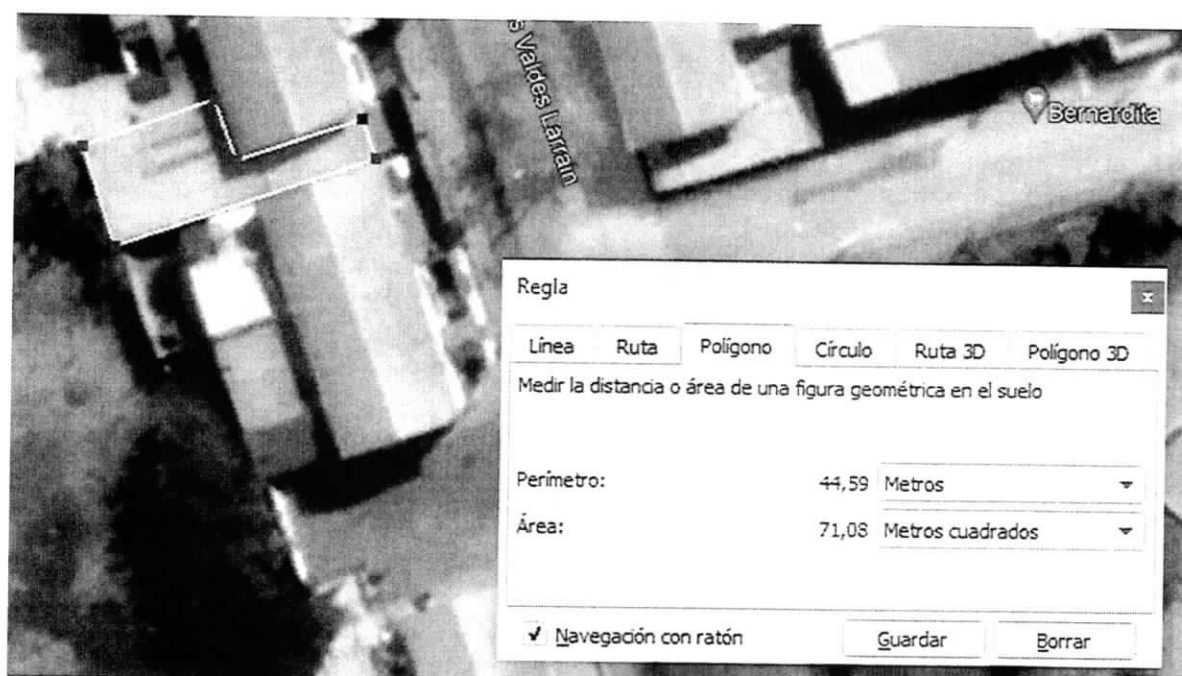 s Valdes Larrain
Bernardita
Regla
Línea Ruta Polígono Círculo Ruta 3D Polígono 3D
Medir la distancia o área de una figura geométrica en el suelo
Perímetro: 44,59 Metros
Área: 71,08 Metros cuadrados
Navegación con ratón Guardar Borrar